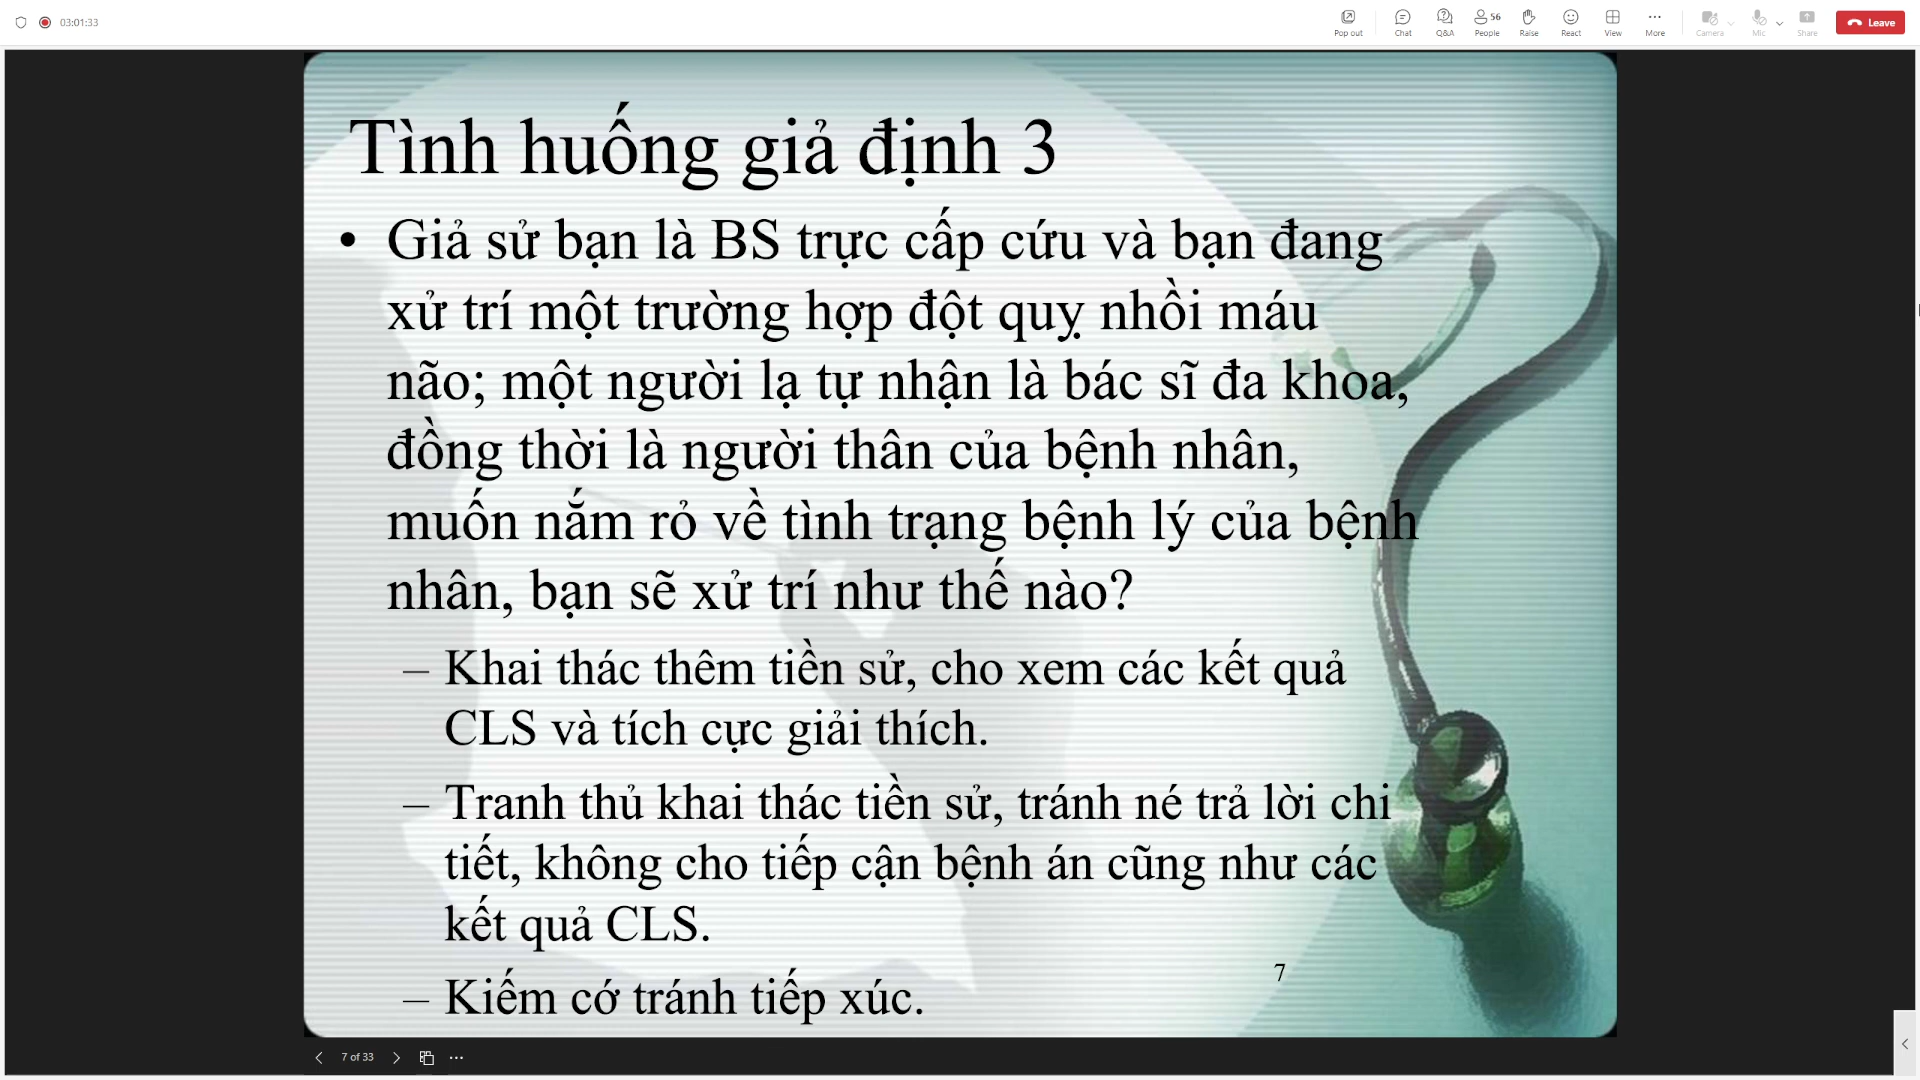 03:01:33
Pop out
Chat
Q&A
56
People
Raise
React
View
More
Camera
Mic
Share
Leave
Tình huống giả định 3
• Giả sử bạn là BS trực cấp cứu và bạn đang
xử trí một trường hợp đột quỵ nhồi máu
não; một người lạ tự nhận là bác sĩ đa khoa,
đồng thời là người thân của bệnh nhân,
muốn nắm rỏ về tình trạng bệnh lý của bệnh
nhân, bạn sẽ xử trí như thế nào?
– Khai thác thêm tiền sử, cho xem các kết quả
CLS và tích cực giải thích.
– Tranh thủ khai thác tiền sử, tránh né trả lời chi
tiết, không cho tiếp cận bệnh án cũng như các
kết quả CLS.
– Kiếm cớ tránh tiếp xúc.
7
7 of 33